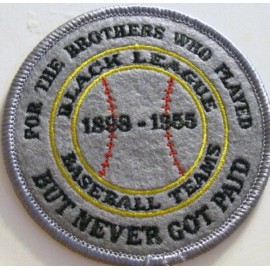 FOR THE BROTHERS WHO PLAYED
BLACK LEAGUE
1898 - 1955
BASEBALL TEAMS
BUT NEVER GOT PAID